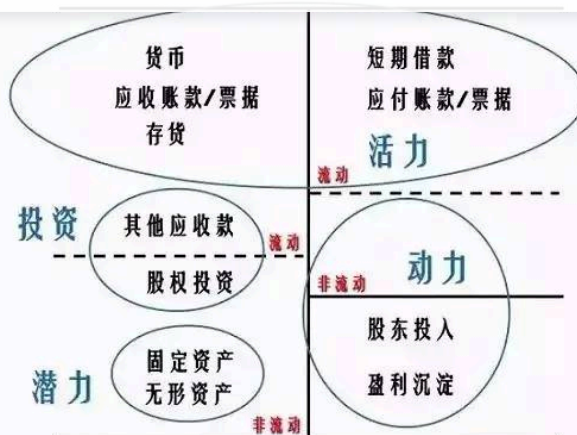 货币
应收账款/票据
存货
短期借款
应付账款/票据
活力
流动
投资
其他应收款
流动
股权投资
动力
非流动
股东投入
盈利沉淀
潜力
固定资产
无形资产
非流动